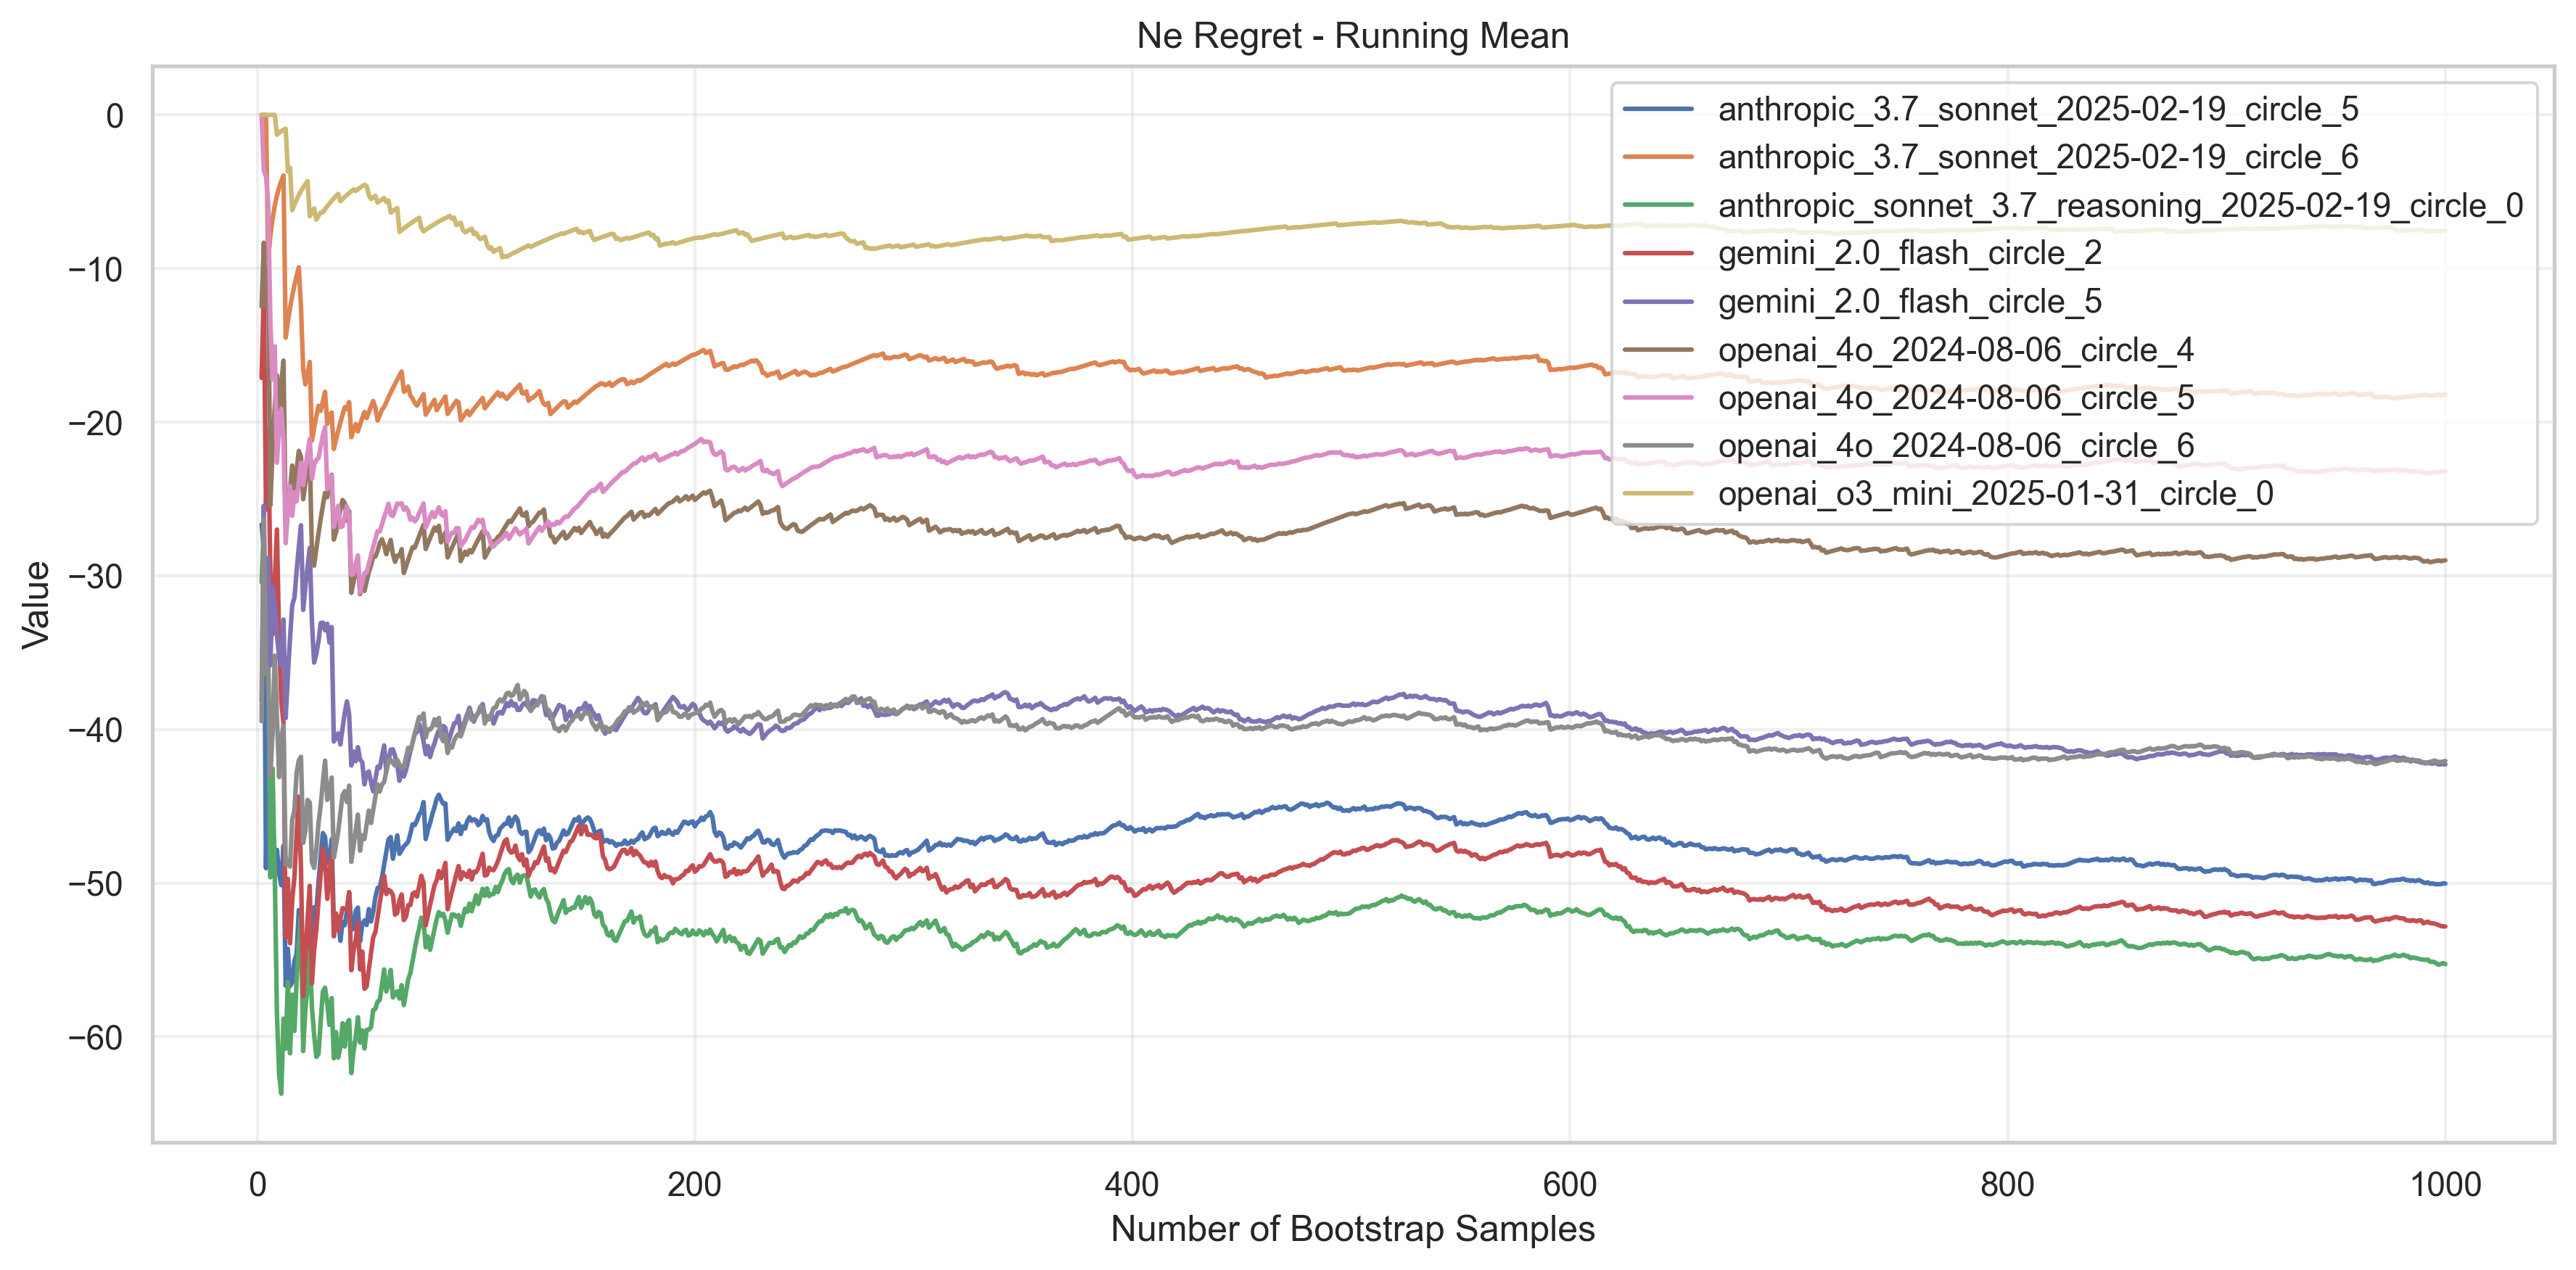 Ne Regret - Running Mean
0
−10
−20
−30
−40
−50
−60
Value
anthropic_3.7_sonnet_2025-02-19_circle_5
anthropic_3.7_sonnet_2025-02-19_circle_6
anthropic_sonnet_3.7_reasoning_2025-02-19_circle_0
gemini_2.0_flash_circle_2
gemini_2.0_flash_circle_5
openai_4o_2024-08-06_circle_4
openai_4o_2024-08-06_circle_5
openai_4o_2024-08-06_circle_6
openai_o3_mini_2025-01-31_circle_0
0 200 400 600 800 1000
Number of Bootstrap Samples